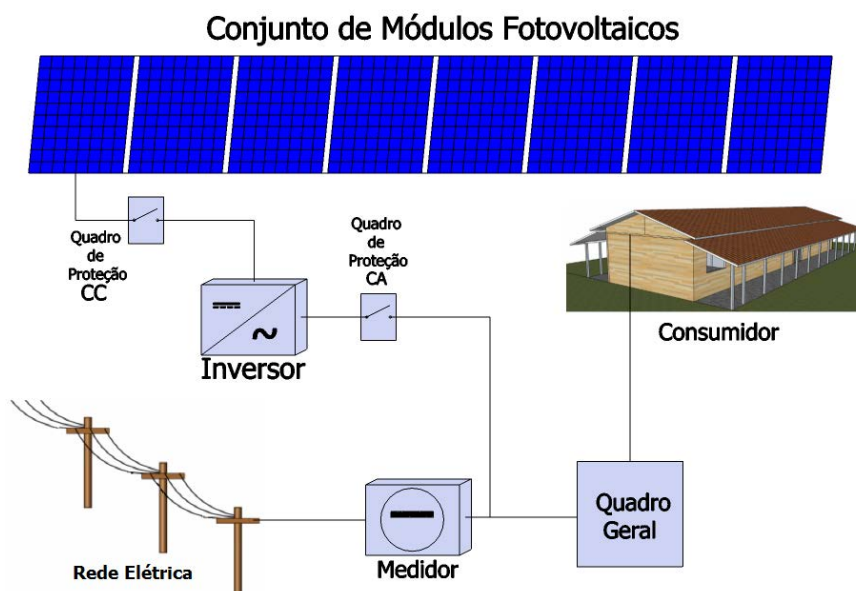 Conjunto de Módulos Fotovoltaicos
Quadro
de
Proteção
CC
Quadro
de
Proteção
CA
Inversor
Consumidor
Quadro
Geral
Medidor
Rede Elétrica